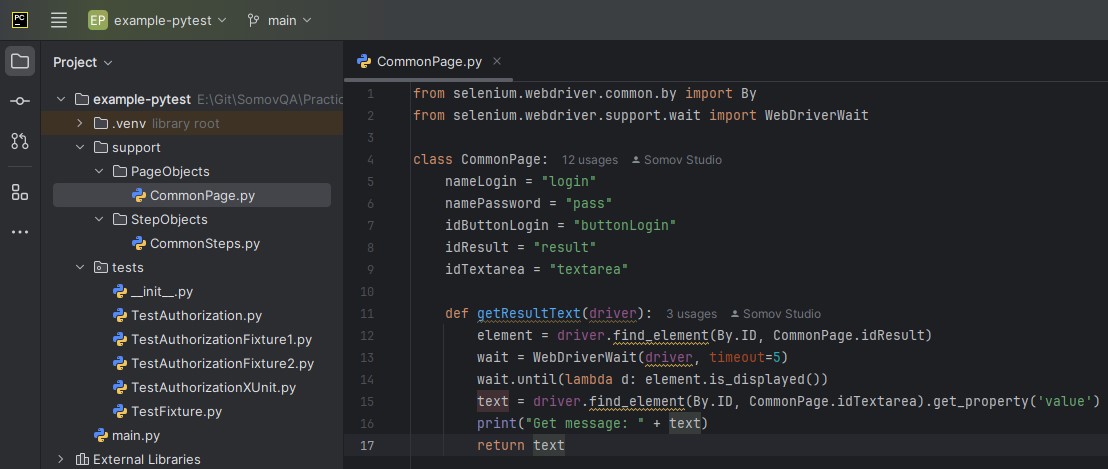 PC EP example-pytest main
Project
CommonPage.py
example-pytest E:\Git\SomovQA\Practic
.venv library root
support
PageObjects
CommonPage.py
StepObjects
CommonSteps.py
tests
__init__.py
TestAuthorization.py
TestAuthorizationFixture1.py
TestAuthorizationFixture2.py
TestAuthorizationXUnit.py
TestFixture.py
main.py
External Libraries
1 from selenium.webdriver.common.by import By
2 from selenium.webdriver.support.wait import WebDriverWait
3
4 class CommonPage: 12 usages Somov Studio
5     nameLogin = "login"
6     namePassword = "pass"
7     idButtonLogin = "buttonLogin"
8     idResult = "result"
9     idTextarea = "textarea"
10
11     def getResultText(driver): 3 usages Somov Studio
12         element = driver.find_element(By.ID, CommonPage.idResult)
13         wait = WebDriverWait(driver, timeout=5)
14         wait.until(lambda d: element.is_displayed())
15         text = driver.find_element(By.ID, CommonPage.idTextarea).get_property('value')
16         print("Get message: " + text)
17         return text